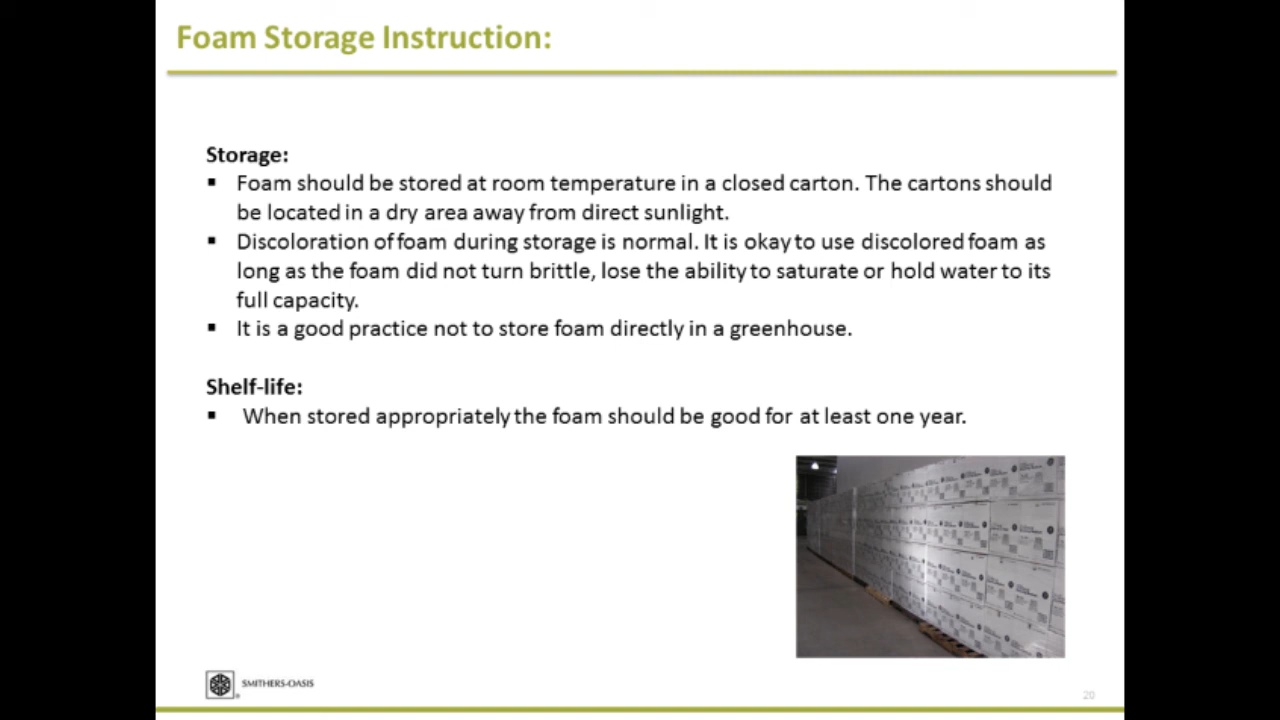 Foam Storage Instruction:
Storage:
▪ Foam should be stored at room temperature in a closed carton. The cartons should
be located in a dry area away from direct sunlight.
▪ Discoloration of foam during storage is normal. It is okay to use discolored foam as
long as the foam did not turn brittle, lose the ability to saturate or hold water to its
full capacity.
▪ It is a good practice not to store foam directly in a greenhouse.
Shelf-life:
▪ When stored appropriately the foam should be good for at least one year.
SMITHERS-OASIS
20